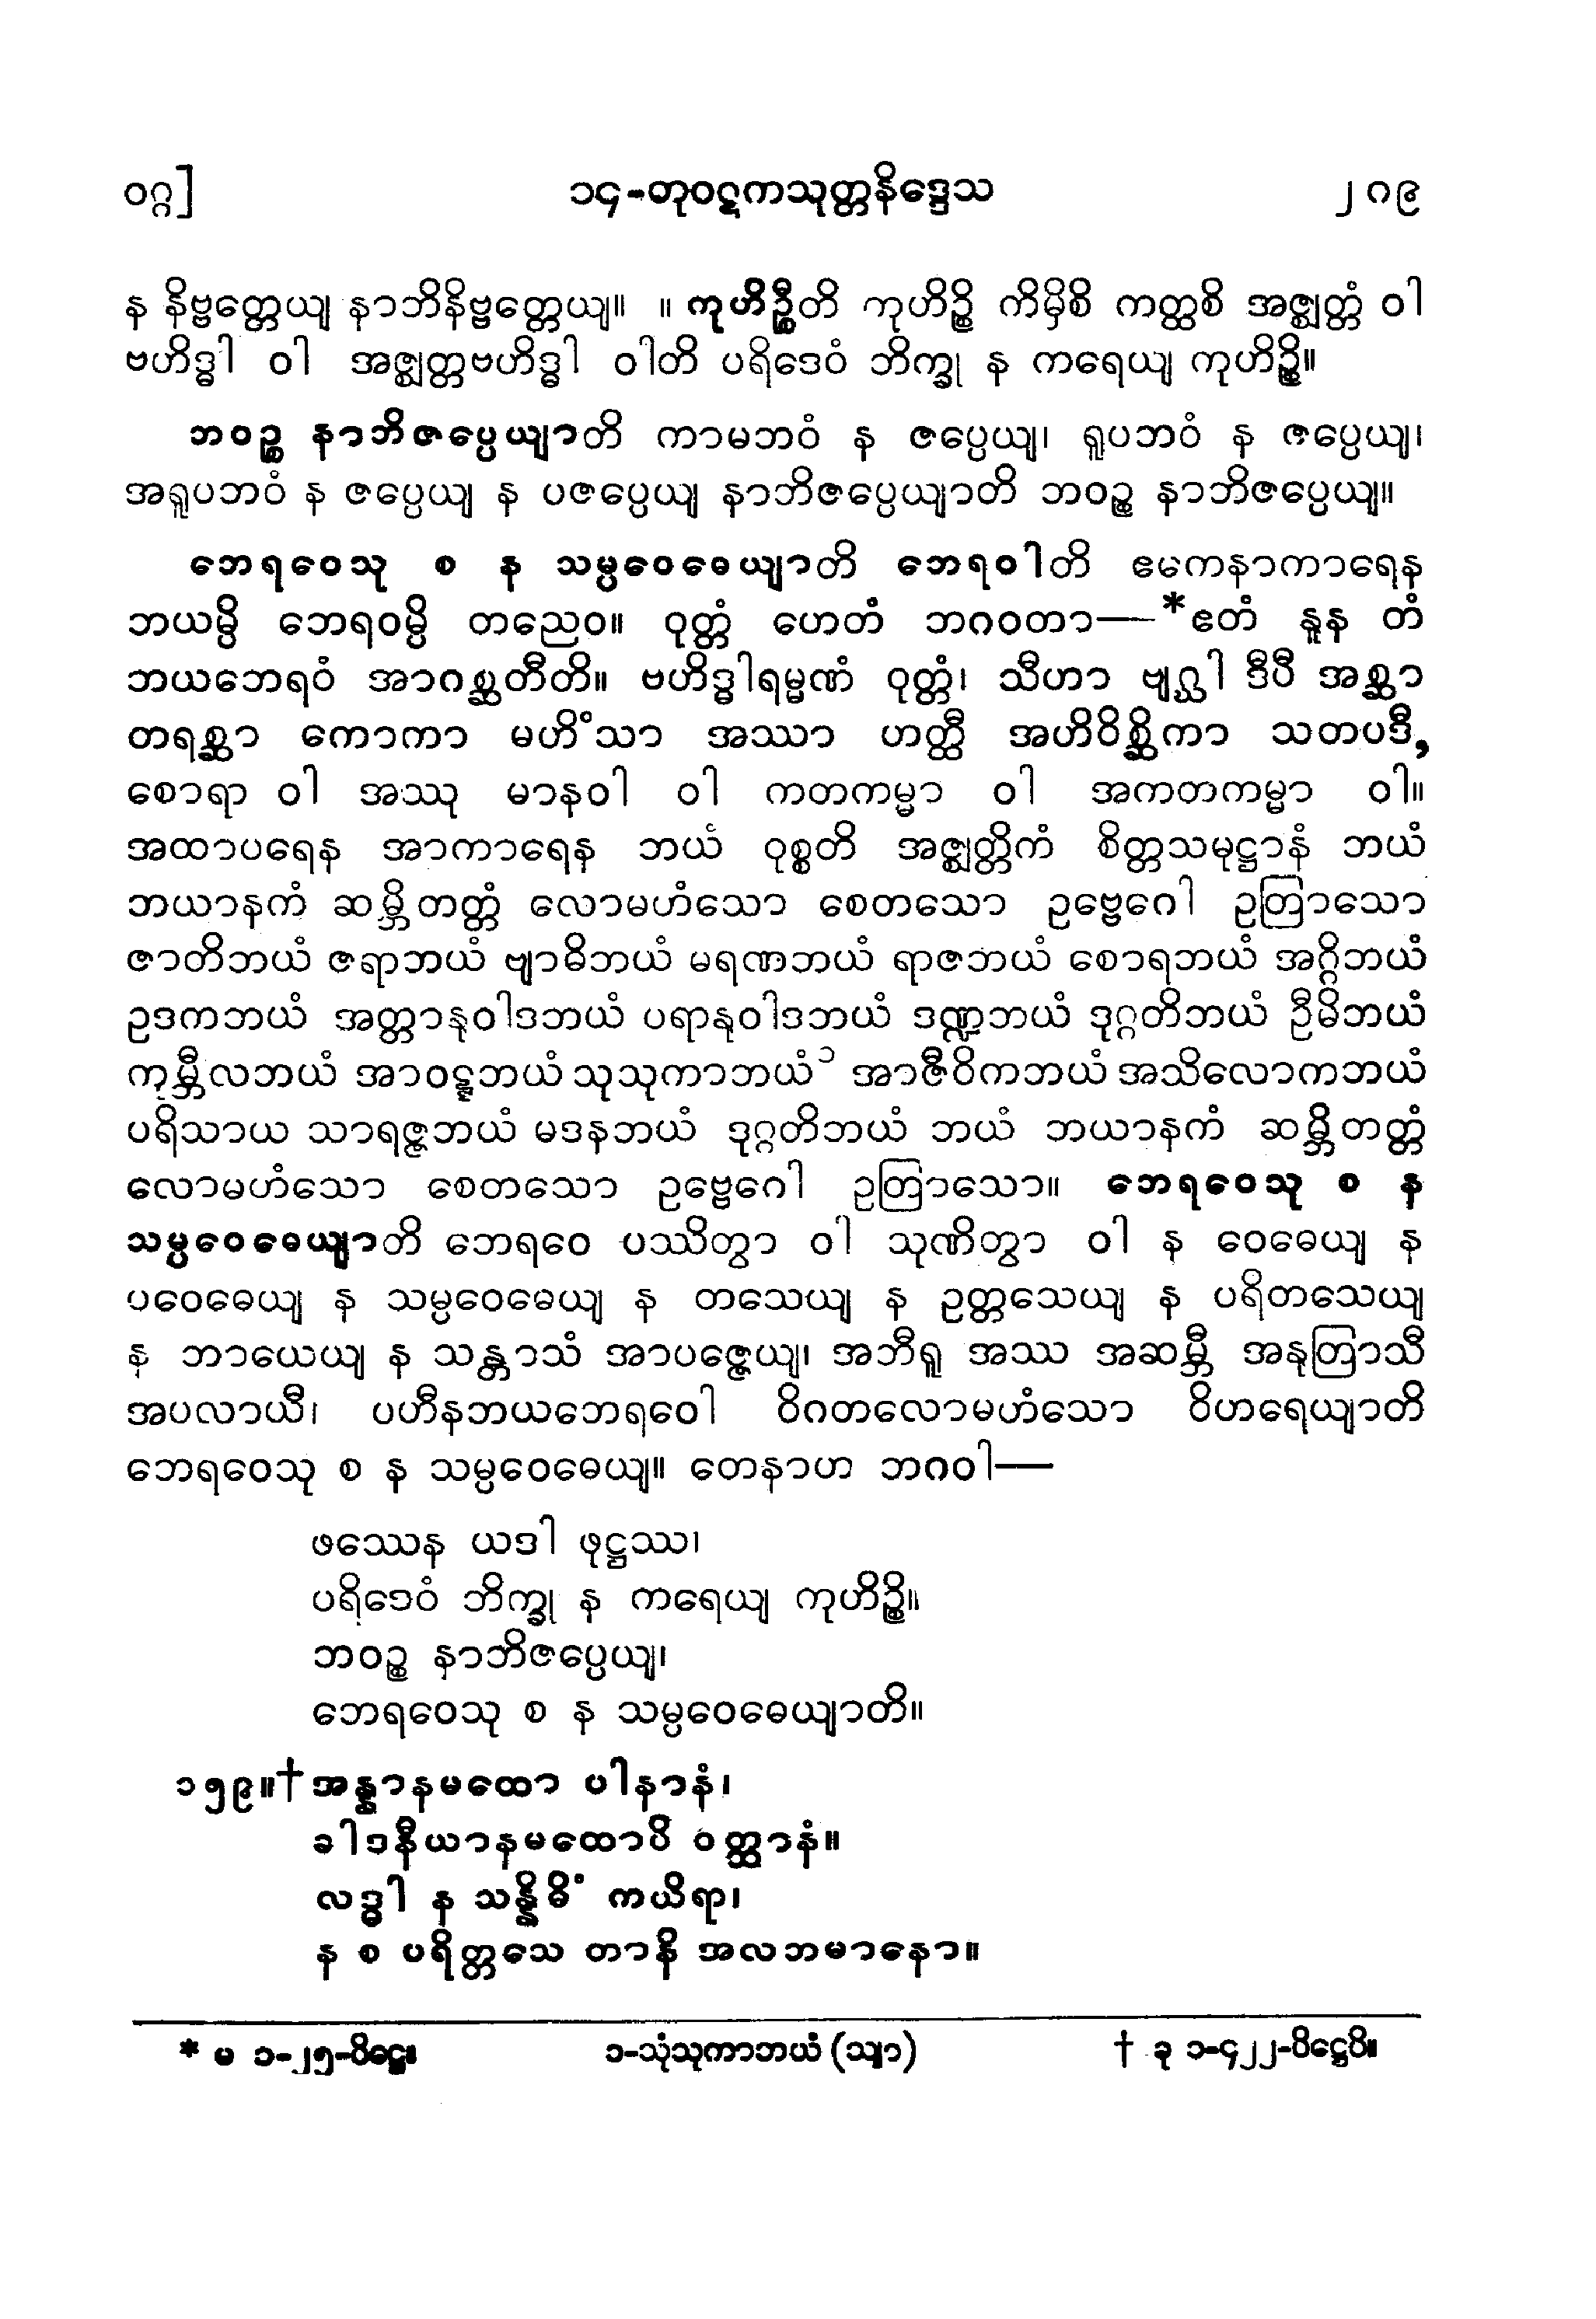 ဝဂ္ဂ] ၁၄-တုဝဋ္ဋကသုတ္တနိဒ္ဒေသ ၂၈၉
န နိဗ္ဗတ္တေယျ နာဘိနိဗ္ဗတ္တေယျ။ ။ ကုဟိဉ္စီတိ ကုဟိဉ္စိ ကိမှိစိ ကတ္ထစိ အဇ္ဈတ္တံ ဝါ
ဗဟိဒ္ဓါ ဝါ အဇ္ဈတ္တဗဟိဒ္ဓါ ဝါတိ ပရိဒေဝံ ဘိက္ခု န ကရေယျ ကုဟိဉ္စိ။
ဘဝဉ္စ နာဘိဇပ္ပေယျာတိ ကာမဘဝံ န ဇပ္ပေယျ၊ ရူပဘဝံ န ဇပ္ပေယျ၊
အရူပဘဝံ န ဇပ္ပေယျ န ပဇပ္ပေယျ နာဘိဇပ္ပေယျာတိ ဘဝဉ္စ နာဘိဇပ္ပေယျ။
ဘေရဝေသု စ န သမ္ပဝေဓေယျာတိ ဘေရဝါတိ ဧကေနာကာရေန
ဘယမ္ပိ ဘေရဝမ္ပိ တညေဝ။ ဝုတ္တံ ဟေတံ ဘဂဝတာ—*ဧတံ နူန တံ
ဘယဘေရဝံ အာဂစ္ဆတီတိ။ ဗဟိဒ္ဓါရမ္မဏံ ဝုတ္တံ၊ သီဟာ ဗျဂ္ဃါ ဒီပီ အစ္ဆာ
တရစ္ဆာ ကောကာ မဟိံသာ အဿာ ဟတ္ထီ အဟိဝိစ္ဆိကာ သတပဒီ,
စောရာ ဝါ အဿု မာနဝါ ဝါ ကတကမ္မာ ဝါ အကတကမ္မာ ဝါ။
အထာပရေန အာကာရေန ဘယံ ဝုစ္စတိ အဇ္ဈတ္တိကံ စိတ္တသမုဋ္ဌာနံ ဘယံ
ဘယာနကံ ဆမ္ဘိတတ္တံ လောမဟံသော စေတသော ဥဗ္ဗေဂေါ ဥတြာသော
ဇာတိဘယံ ဇရာဘယံ ဗျာဓိဘယံ မရဏဘယံ ရာဇဘယံ စောရဘယံ အဂ္ဂိဘယံ
ဥဒကဘယံ အတ္တာနုဝါဒဘယံ ပရာနုဝါဒဘယံ ဒဏ္ဍဘယံ ဒုဂ္ဂတိဘယံ ဦမိဘယံ
ကုမ္ဘီလဘယံ အာဝဋ္ဋဘယံ သုသုကာဘယံ၁ အာဇီဝိကဘယံ အသိလောကဘယံ
ပရိသာယ သာရဇ္ဇဘယံ မဒနဘယံ ဒုဂ္ဂတိဘယံ ဘယံ ဘယာနကံ ဆမ္ဘိတတ္တံ
လောမဟံသော စေတသော ဥဗ္ဗေဂေါ ဥတြာသော။ ဘေရဝေသု စ န
သမ္ပဝေဓေယျာတိ ဘေရဝေ ပဿိတွာ ဝါ သုဏိတွာ ဝါ န ဝေဓေယျ န
ပဝေဓေယျ န သမ္ပဝေဓေယျ န တသေယျ န ဥတ္တသေယျ န ပရိတသေယျ
န ဘာယေယျ န သန္တာသံ အာပဇ္ဇေယျ၊ အဘီရူ အဿ အဆမ္ဘီ အနုတြာသီ
အပလာယီ၊ ပဟီနဘယဘေရဝေါ ဝိဂတလောမဟံသော ဝိဟရေယျာတိ
ဘေရဝေသု စ န သမ္ပဝေဓေယျ။ တေနာဟ ဘဂဝါ—
ဖဿေန ယဒါ ဖုဋ္ဌဿ၊
ပရိဒေဝံ ဘိက္ခု န ကရေယျ ကုဟိဉ္စိ။
ဘဝဉ္စ နာဘိဇပ္ပေယျ၊
ဘေရဝေသု စ န သမ္ပဝေဓေယျာတိ။
၁၅၉။†အန္နာနမထော ပါနာနံ၊
ခါဒနီယာနမထောပိ ဝတ္ထာနံ။
လဒ္ဓါ န သန္နိဓိံ ကယိရာ၊
န စ ပရိတ္တသေ တာနိ အလဘမာနော။
* မ ၁-၂၅-ပိဋ္ဌေ။ ၁-သုံသုကာဘယံ (သျာ) † ခု ၁-၄၂၂-ပိဋ္ဌေပိ။